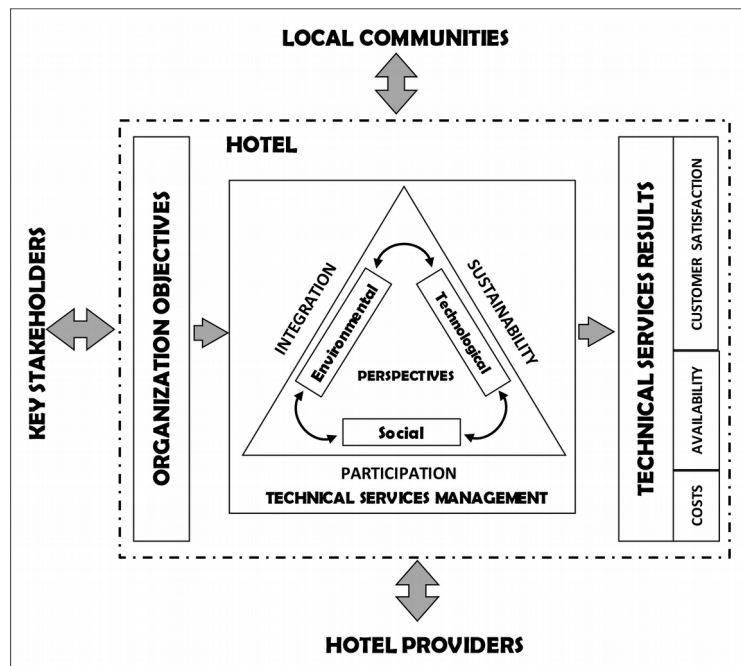 LOCAL COMMUNITIES
HOTEL
KEY STAKEHOLDERS
ORGANIZATION OBJECTIVES
INTEGRATION
SUSTAINABILITY
Environmental
Technological
PERSPECTIVES
Social
PARTICIPATION
TECHNICAL SERVICES MANAGEMENT
TECHNICAL SERVICES RESULTS
CUSTOMER SATISFACTION
AVAILABILITY
COSTS
HOTEL PROVIDERS